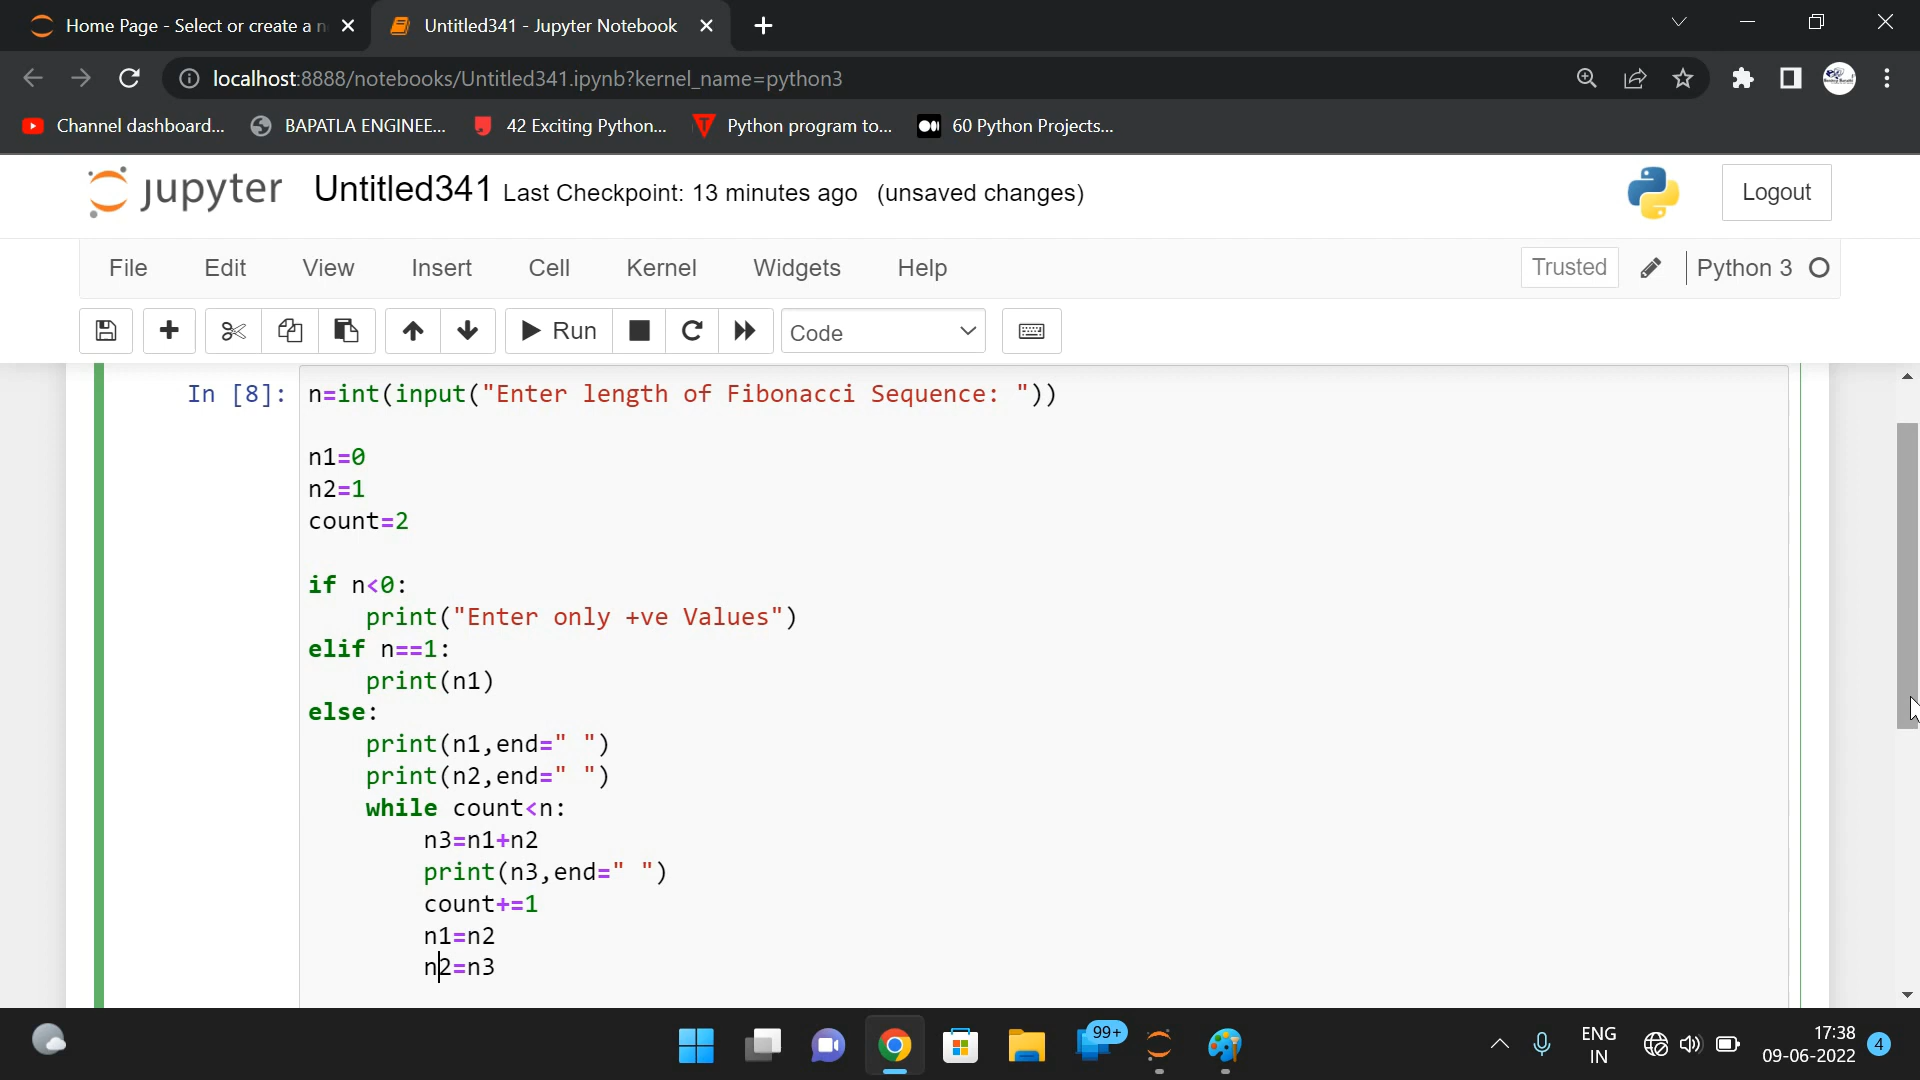 Home Page - Select or create a n
Untitled341 - Jupyter Notebook
localhost:8888/notebooks/Untitled341.ipynb?kernel_name=python3
Channel dashboard...
BAPATLA ENGINEE...
42 Exciting Python...
Python program to...
60 Python Projects...
jupyter Untitled341 Last Checkpoint: 13 minutes ago (unsaved changes)
Logout
File Edit View Insert Cell Kernel Widgets Help
Trusted
Python 3
Run
Code
In [8]: n=int(input("Enter length of Fibonacci Sequence: "))
n1=0
n2=1
count=2
if n<0:
    print("Enter only +ve Values")
elif n==1:
    print(n1)
else:
    print(n1,end=" ")
    print(n2,end=" ")
    while count<n:
        n3=n1+n2
        print(n3,end=" ")
        count+=1
        n1=n2
        n2=n3
99+
ENG
IN
17:38
09-06-2022
4